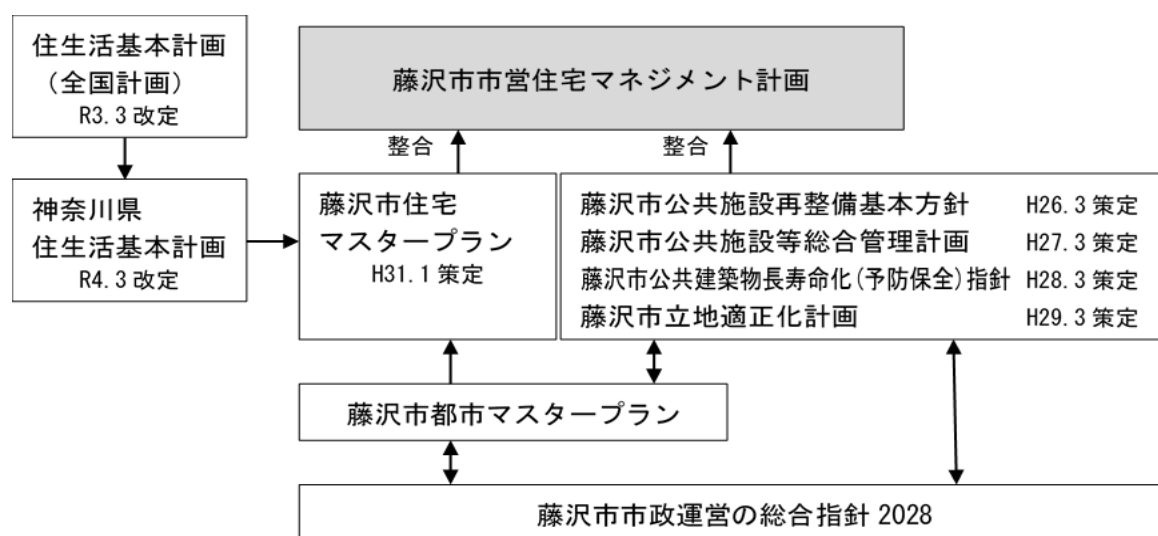 住生活基本計画
（全国計画）
R3.3 改定
藤沢市市営住宅マネジメント計画
整合
整合
神奈川県
住生活基本計画
R4.3 改定
藤沢市住宅
マスタープラン
H31.1 策定
藤沢市公共施設再整備基本方針 H26.3 策定
藤沢市公共施設等総合管理計画 H27.3 策定
藤沢市公共建築物長寿命化(予防保全)指針 H28.3 策定
藤沢市立地適正化計画 H29.3 策定
藤沢市都市マスタープラン
藤沢市市政運営の総合指針 2028